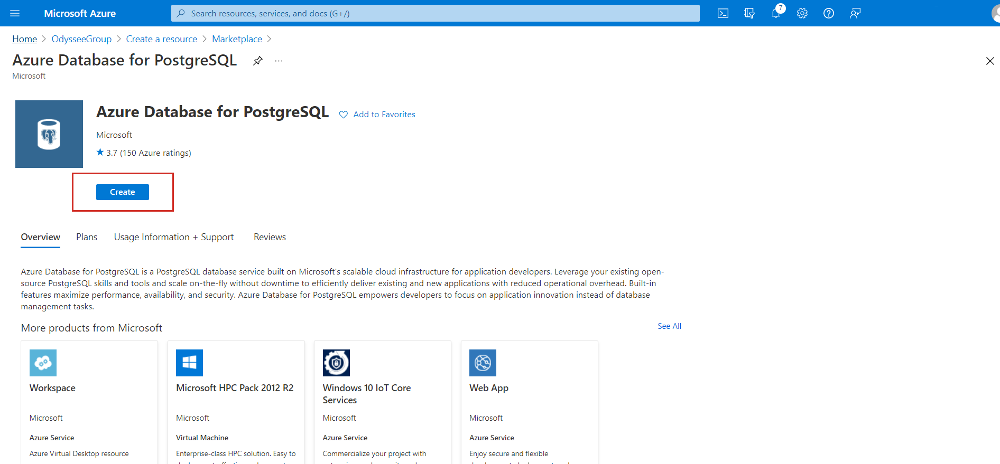 Microsoft Azure
Search resources, services, and docs (G+/)
7
Home > OdysseeGroup > Create a resource > Marketplace >
Azure Database for PostgreSQL ...
Microsoft
Azure Database for PostgreSQL
Add to Favorites
Microsoft
★ 3.7 (150 Azure ratings)
Create
Overview Plans Usage Information + Support Reviews
Azure Database for PostgreSQL is a PostgreSQL database service built on Microsoft's scalable cloud infrastructure for application developers. Leverage your existing open-
source PostgreSQL skills and tools and scale on-the-fly without downtime to efficiently deliver existing and new applications with reduced operational overhead. Built-in
features maximize performance, availability, and security. Azure Database for PostgreSQL empowers developers to focus on application innovation instead of database
management tasks.
More products from Microsoft
See All
Workspace
Microsoft
Azure Service
Azure Virtual Desktop resource
Microsoft HPC Pack 2012 R2
Microsoft
Virtual Machine
Enterprise-class HPC solution. Easy to
Windows 10 IoT Core
Services
Microsoft
Azure Service
Commercialize your project with
Web App
Microsoft
Azure Service
Enjoy secure and flexible